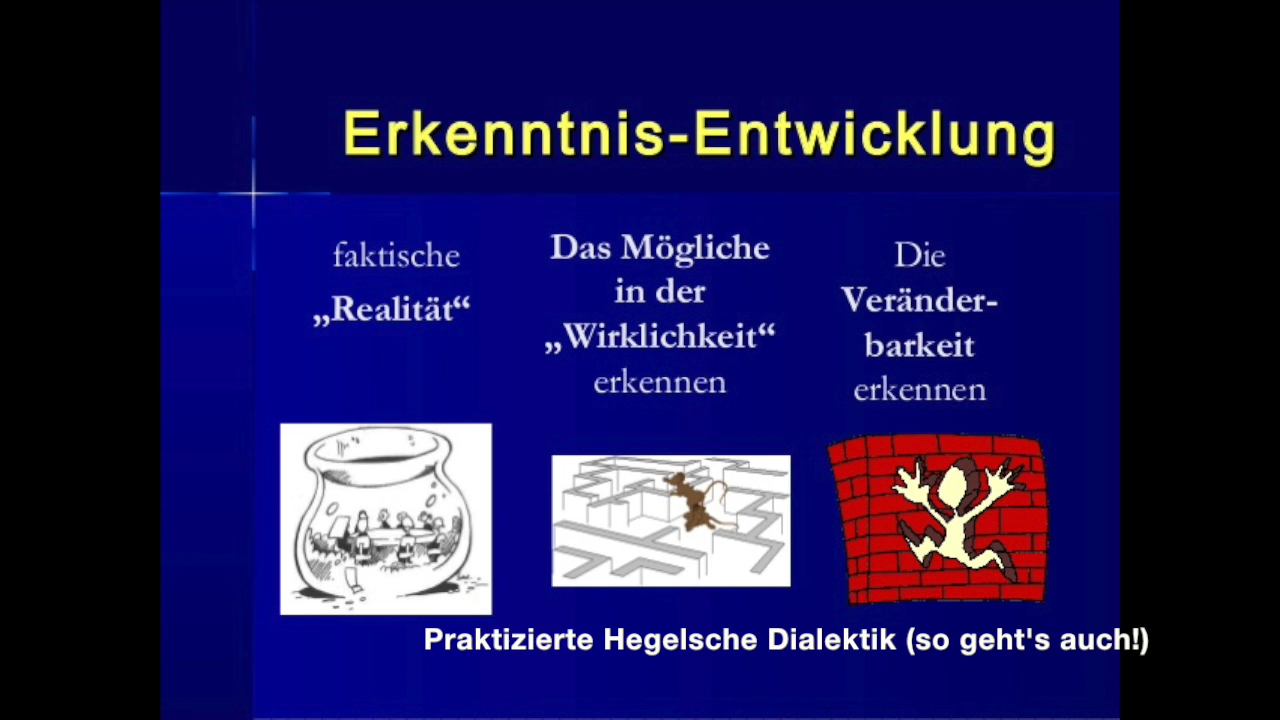 Erkenntnis-Entwicklung
faktische
„Realität“
Das Mögliche
in der
„Wirklichkeit“
erkennen
Die
Veränder-
barkeit
erkennen
Praktizierte Hegelsche Dialektik (so geht's auch!)